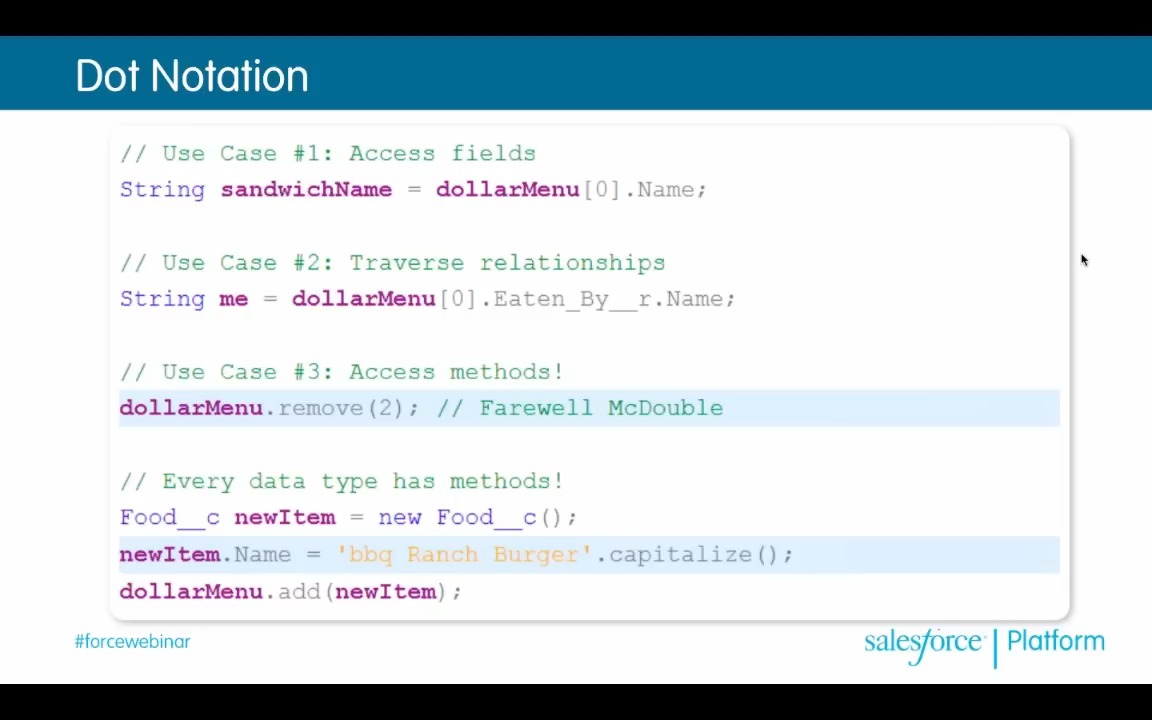 Dot Notation
// Use Case #1: Access fields
String sandwichName = dollarMenu[0].Name;
// Use Case #2: Traverse relationships
String me = dollarMenu[0].Eaten_By__r.Name;
// Use Case #3: Access methods!
dollarMenu.remove(2); // Farewell McDouble
// Every data type has methods!
Food__c newItem = new Food__c();
newItem.Name = 'bbq Ranch Burger'.capitalize();
dollarMenu.add(newItem);
#forcewebinar
salesforce | Platform